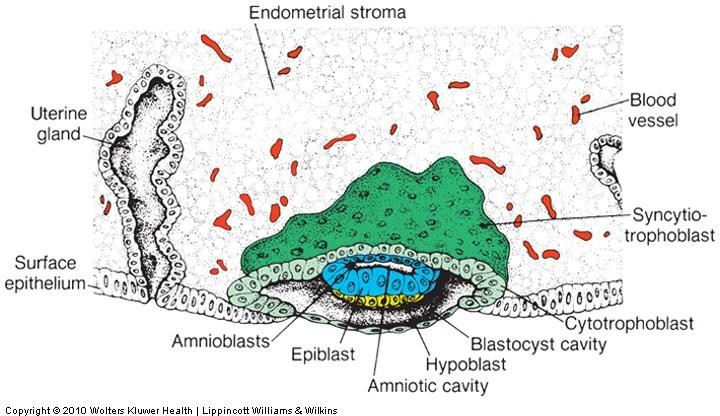 Endometrial stroma
Uterine
gland
Blood
vessel
Syncytio-
trophoblast
Surface
epithelium
Cytotrophoblast
Amnioblasts
Blastocyst cavity
Epiblast
Hypoblast
Amniotic cavity
Copyright © 2010 Wolters Kluwer Health | Lippincott Williams & Wilkins